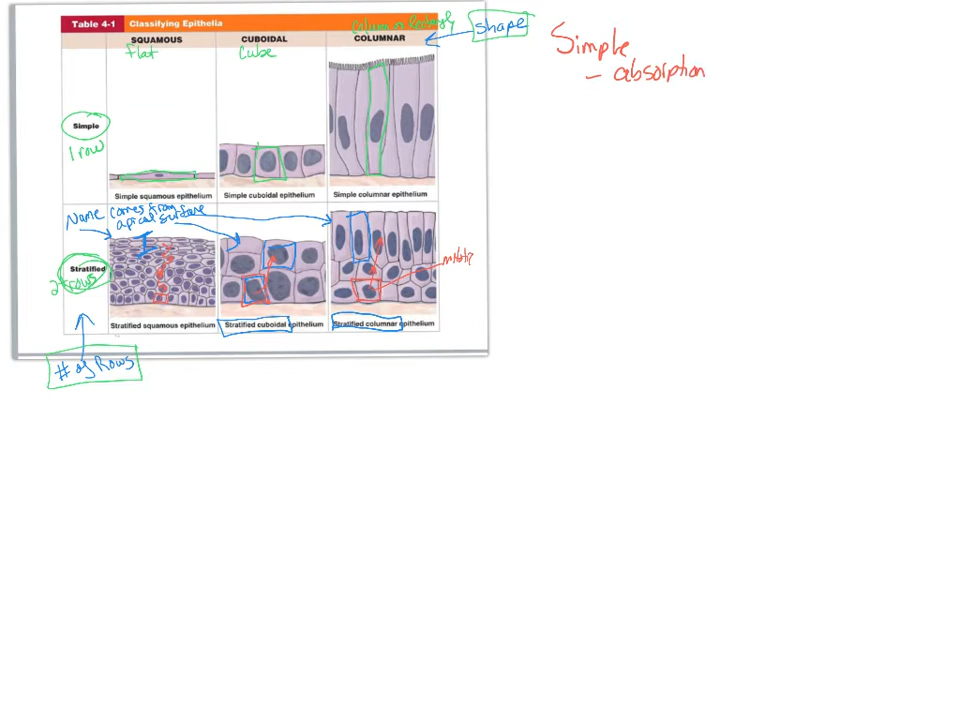 Table 4-1 Classifying Epithelia
Column or Rectangle
shape
SQUAMOUS CUBOIDAL COLUMNAR
Flat Cube
Simple
- absorption
Simple
1 row
Simple squamous epithelium Simple cuboidal epithelium Simple columnar epithelium
Name comes from
apical surface
Stratified
2+ rows
Stratified squamous epithelium Stratified cuboidal epithelium Stratified columnar epithelium
# of Rows